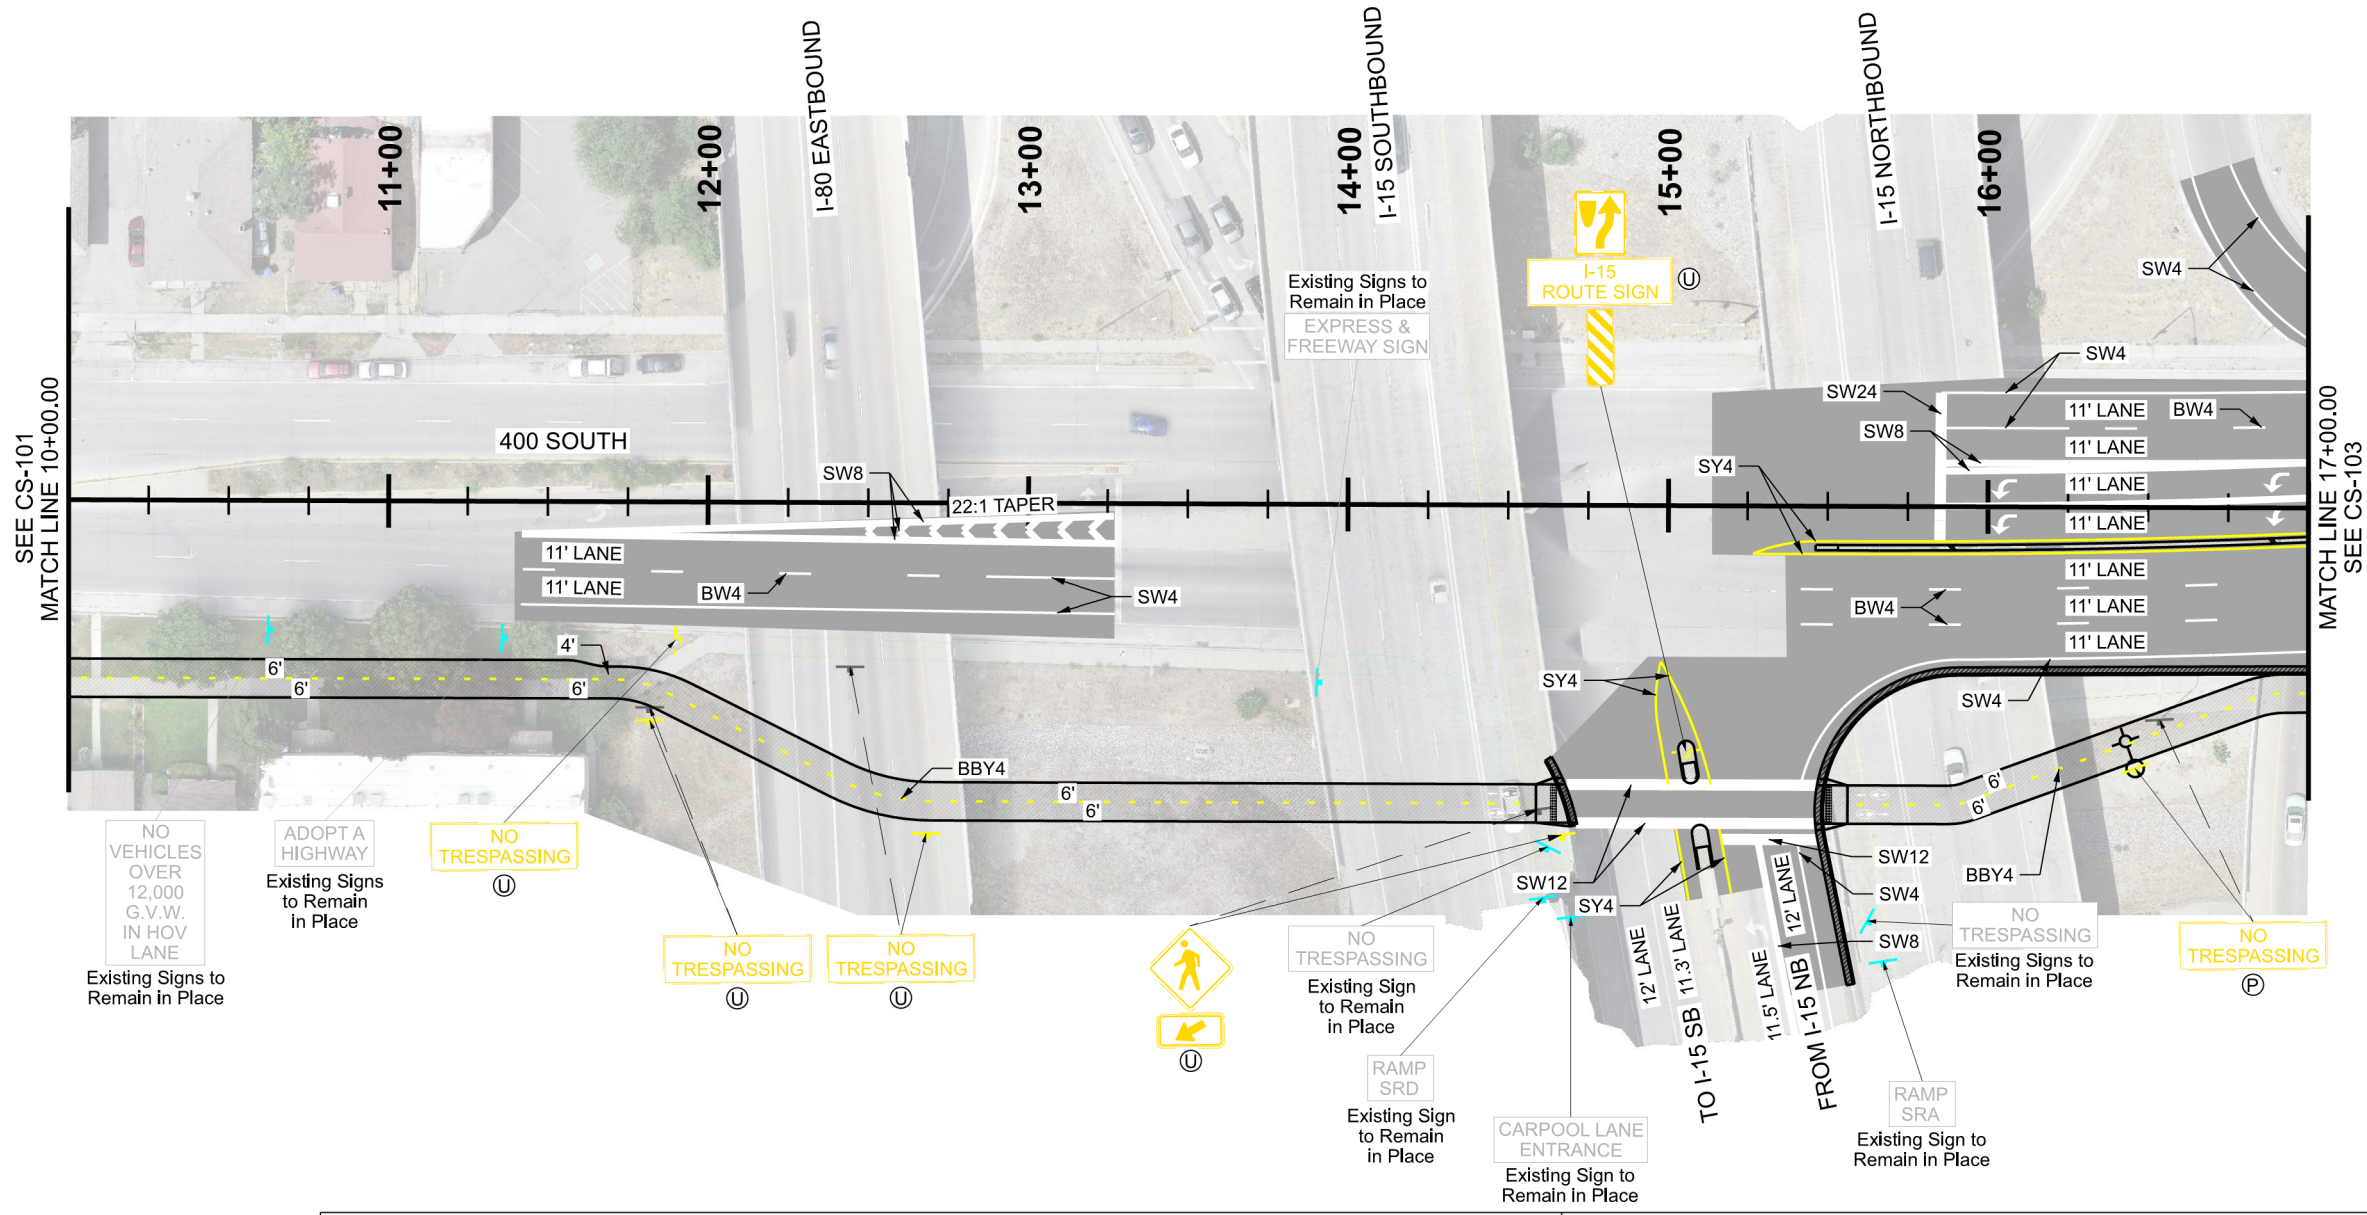 I-80 EASTBOUND
I-15 SOUTHBOUND
I-15 NORTHBOUND
11+00
12+00
13+00
14+00
15+00
16+00
SEE CS-101
MATCH LINE 10+00.00
MATCH LINE 17+00.00
SEE CS-103
I-15
ROUTE SIGN
U
Existing Signs to
Remain in Place
EXPRESS &
FREEWAY SIGN
SW4
SW4
SW24
11' LANE
BW4
SW8
11' LANE
400 SOUTH
SW8
SY4
11' LANE
22:1 TAPER
11' LANE
11' LANE
11' LANE
BW4
SW4
11' LANE
BW4
11' LANE
11' LANE
4'
6'
6'
6'
SY4
SW4
BBY4
6'
6'
6'
6'
SW12
SW12
SY4
SW4
BBY4
SW8
12' LANE
11.3' LANE
11.5' LANE
12' LANE
TO I-15 SB
FROM I-15 NB
NO
VEHICLES
OVER
12,000
G.V.W.
IN HOV
LANE
Existing Signs to
Remain in Place
ADOPT A
HIGHWAY
Existing Signs
to Remain
in Place
NO
TRESPASSING
U
NO
TRESPASSING
U
NO
TRESPASSING
U
U
NO
TRESPASSING
Existing Sign
to Remain
in Place
RAMP
SRD
Existing Sign
to Remain
in Place
CARPOOL LANE
ENTRANCE
Existing Sign to
Remain in Place
RAMP
SRA
Existing Sign to
Remain in Place
NO
TRESPASSING
Existing Signs to
Remain in Place
NO
TRESPASSING
P